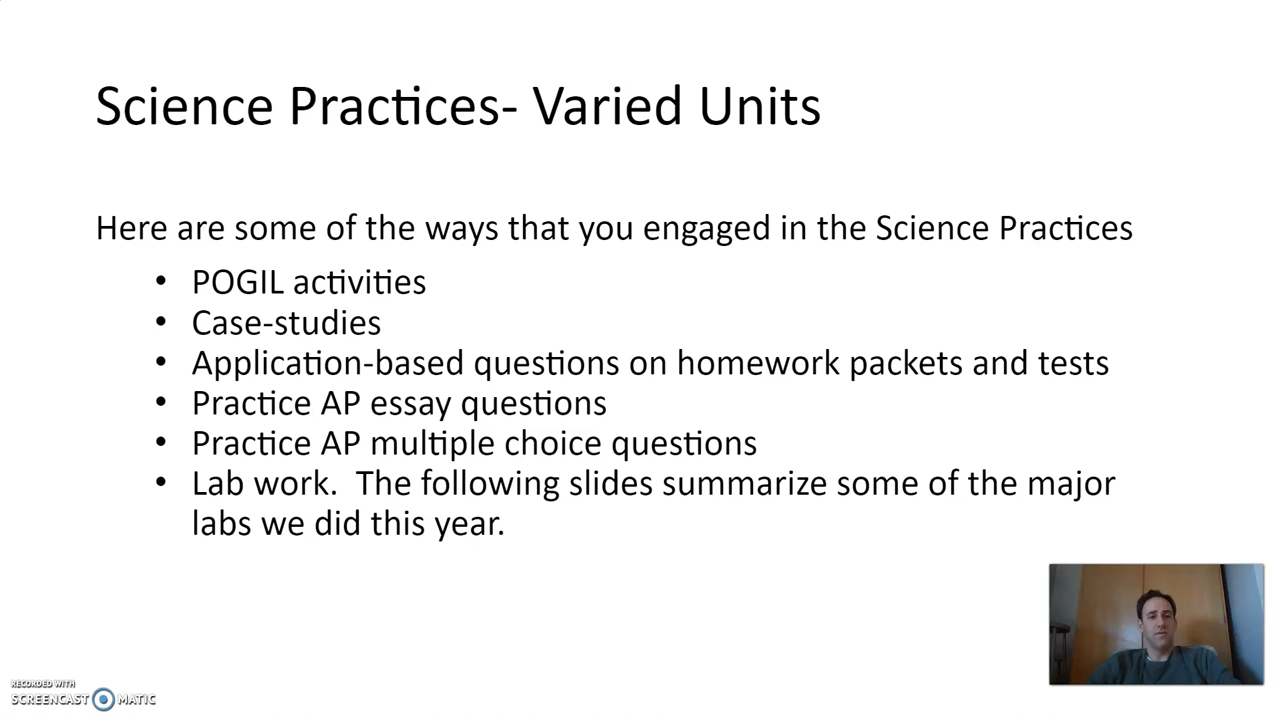 Science Practices- Varied Units
Here are some of the ways that you engaged in the Science Practices
• POGIL activities
• Case-studies
• Application-based questions on homework packets and tests
• Practice AP essay questions
• Practice AP multiple choice questions
• Lab work.  The following slides summarize some of the major
labs we did this year.
RECORDED WITH
SCREENCAST MATIC